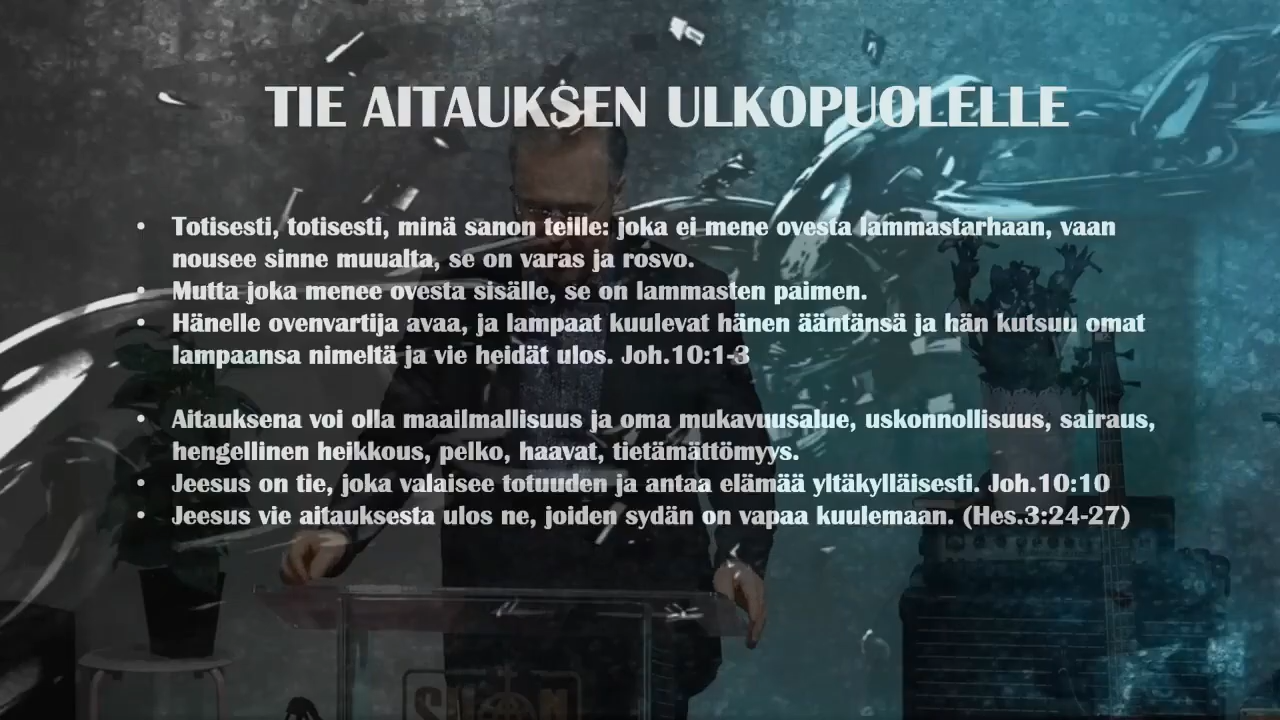 TIE AITAUKSEN ULKOPUOLELLE
• Totisesti, totisesti, minä sanon teille: joka ei mene ovesta lammastarhaan, vaan
nousee sinne muualta, se on varas ja rosvo.
• Mutta joka menee ovesta sisälle, se on lammasten paimen.
• Hänelle ovenvartija avaa, ja lampaat kuulevat hänen ääntänsä ja hän kutsuu omat
lampaansa nimeltä ja vie heidät ulos. Joh.10:1-3
• Aitauksena voi olla maailmallisuus ja oma mukavuusalue, uskonnollisuus, sairaus,
hengellinen heikkous, pelko, haavat, tietämättömyys.
• Jeesus on tie, joka valaisee totuuden ja antaa elämää yltäkylläisesti. Joh.10:10
• Jeesus vie aitauksesta ulos ne, joiden sydän on vapaa kuulemaan. (Hes.3:24-27)